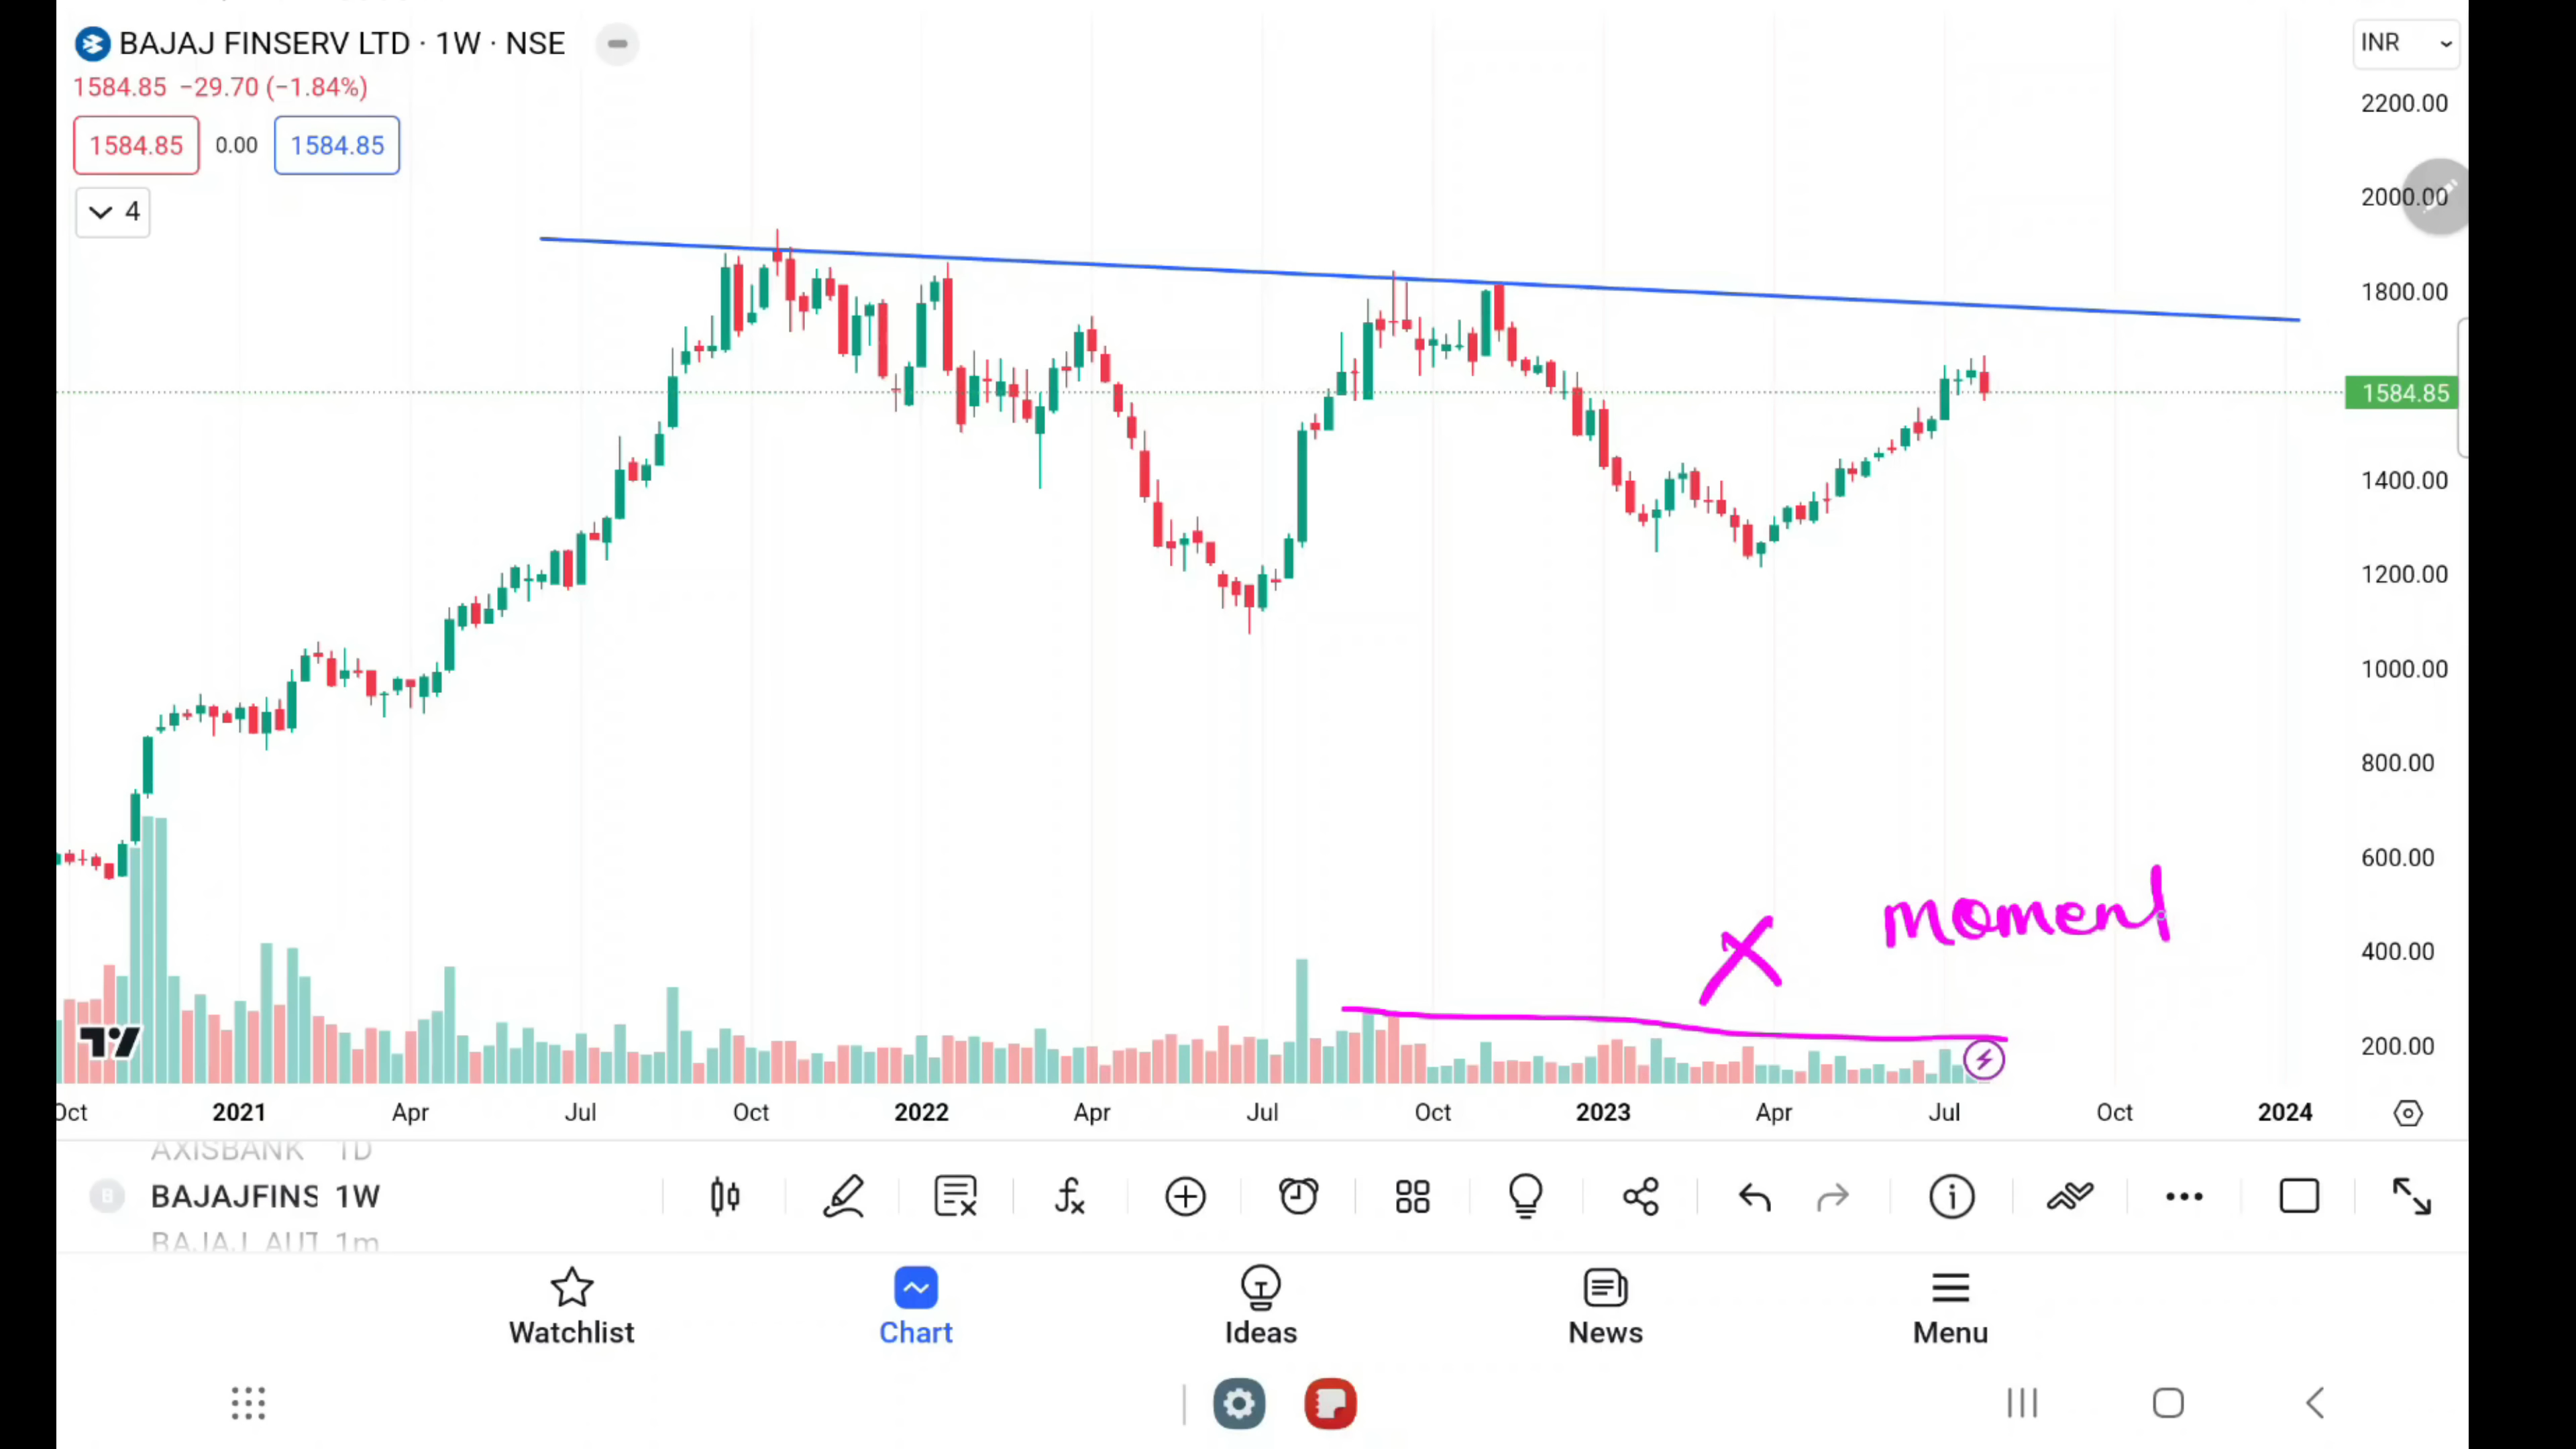 BAJAJ FINSERV LTD · 1W · NSE
INR
1584.85 −29.70 (−1.84%)
1584.85 0.00 1584.85
4
2200.00
2000.00
1800.00
1584.85
1400.00
1200.00
1000.00
800.00
600.00
400.00
200.00
X moment
Oct 2021 Apr Jul Oct 2022 Apr Jul Oct 2023 Apr Jul Oct 2024
AXISBANK 1D
B BAJAJFINS 1W
BAJAJ_AUT 1m
Watchlist Chart Ideas News Menu